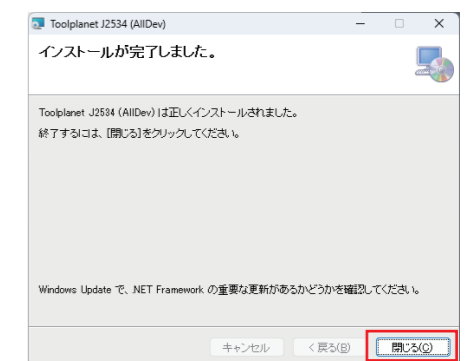 Toolplanet J2534 (AllDev)
インストールが完了しました。
Toolplanet J2534 (AllDev) は正しくインストールされました。
終了するには、[閉じる]をクリックしてください。
Windows Update で、.NET Framework の重要な更新があるかどうかを確認してください。
キャンセル
< 戻る(B)
閉じる(C)